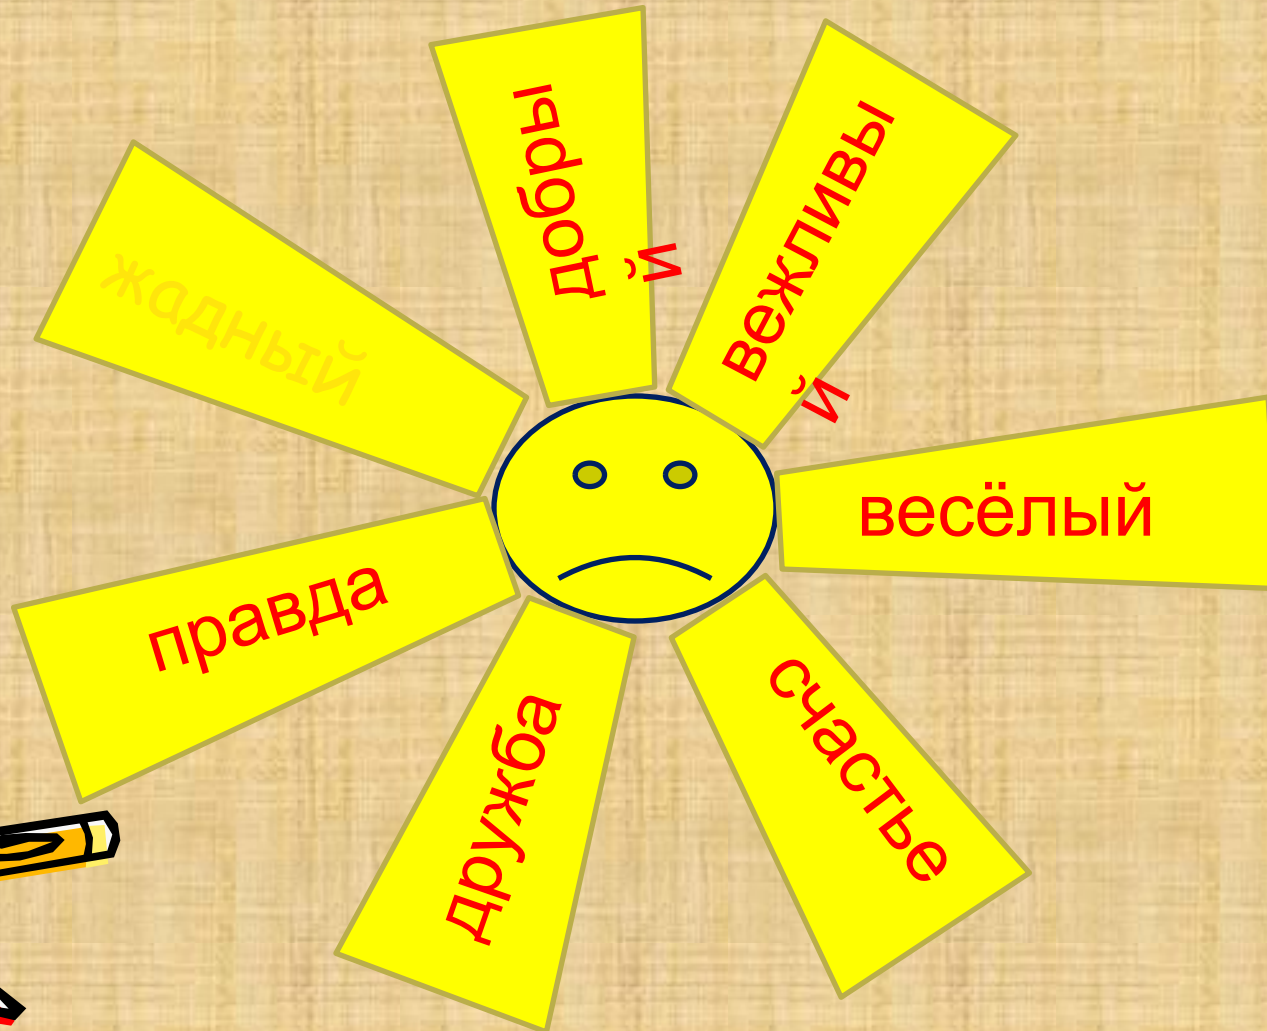 добры
й
вежливы
й
весёлый
счастье
дружба
правда
жадный